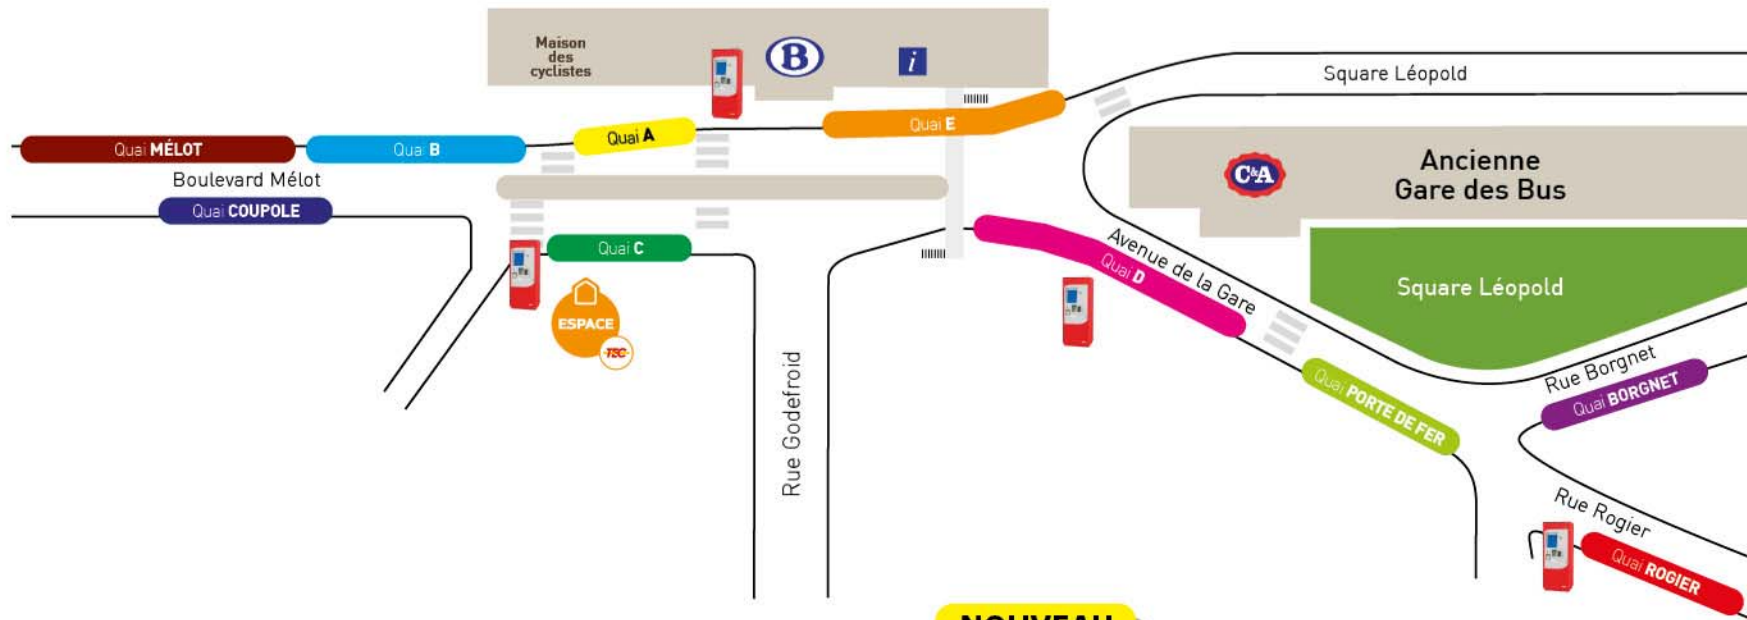 Maison
des
cyclistes
B
i
Square Léopold
Quai MÉLOT
Quai B
Quai A
Quai E
Boulevard Mélot
Quai COUPOLE
C&A
Ancienne
Gare des Bus
Quai C
Quai D
Avenue de la Gare
Square Léopold
ESPACE
TEC
Rue Godefroid
Quai PORTE DE FER
Rue Borgnet
Quai BORGNET
Rue Rogier
Quai ROGIER
NOUVEAU